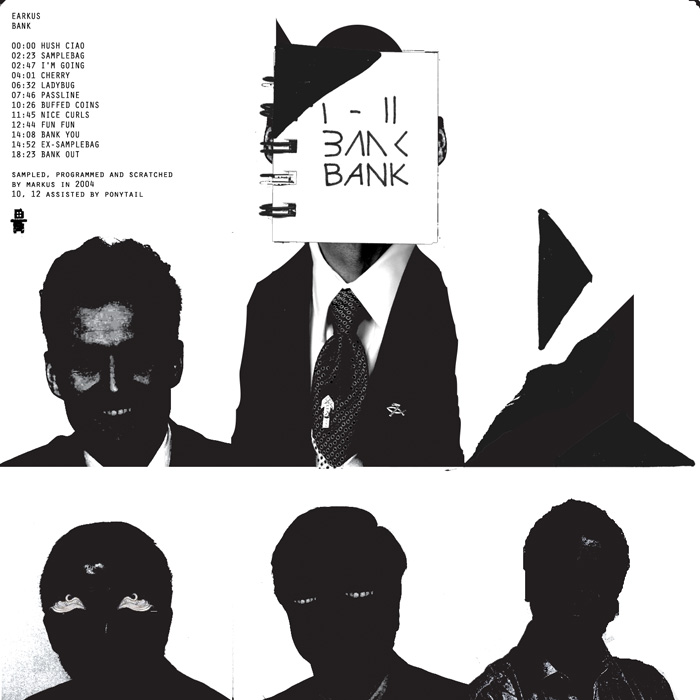 EARKUS
BANK
00:00 HUSH CIAO
02:23 SAMPLEBAG
02:47 I'M GOING
04:01 CHERRY
06:32 LADYBUG
07:46 PASSLINE
10:26 BUFFED COINS
11:45 NICE CURLS
12:44 FUN FUN
14:08 BANK YOU
14:52 EX-SAMPLEBAG
18:23 BANK OUT
SAMPLED, PROGRAMMED AND SCRATCHED
BY MARKUS IN 2004
10, 12 ASSISTED BY PONYTAIL
I - II
BANK